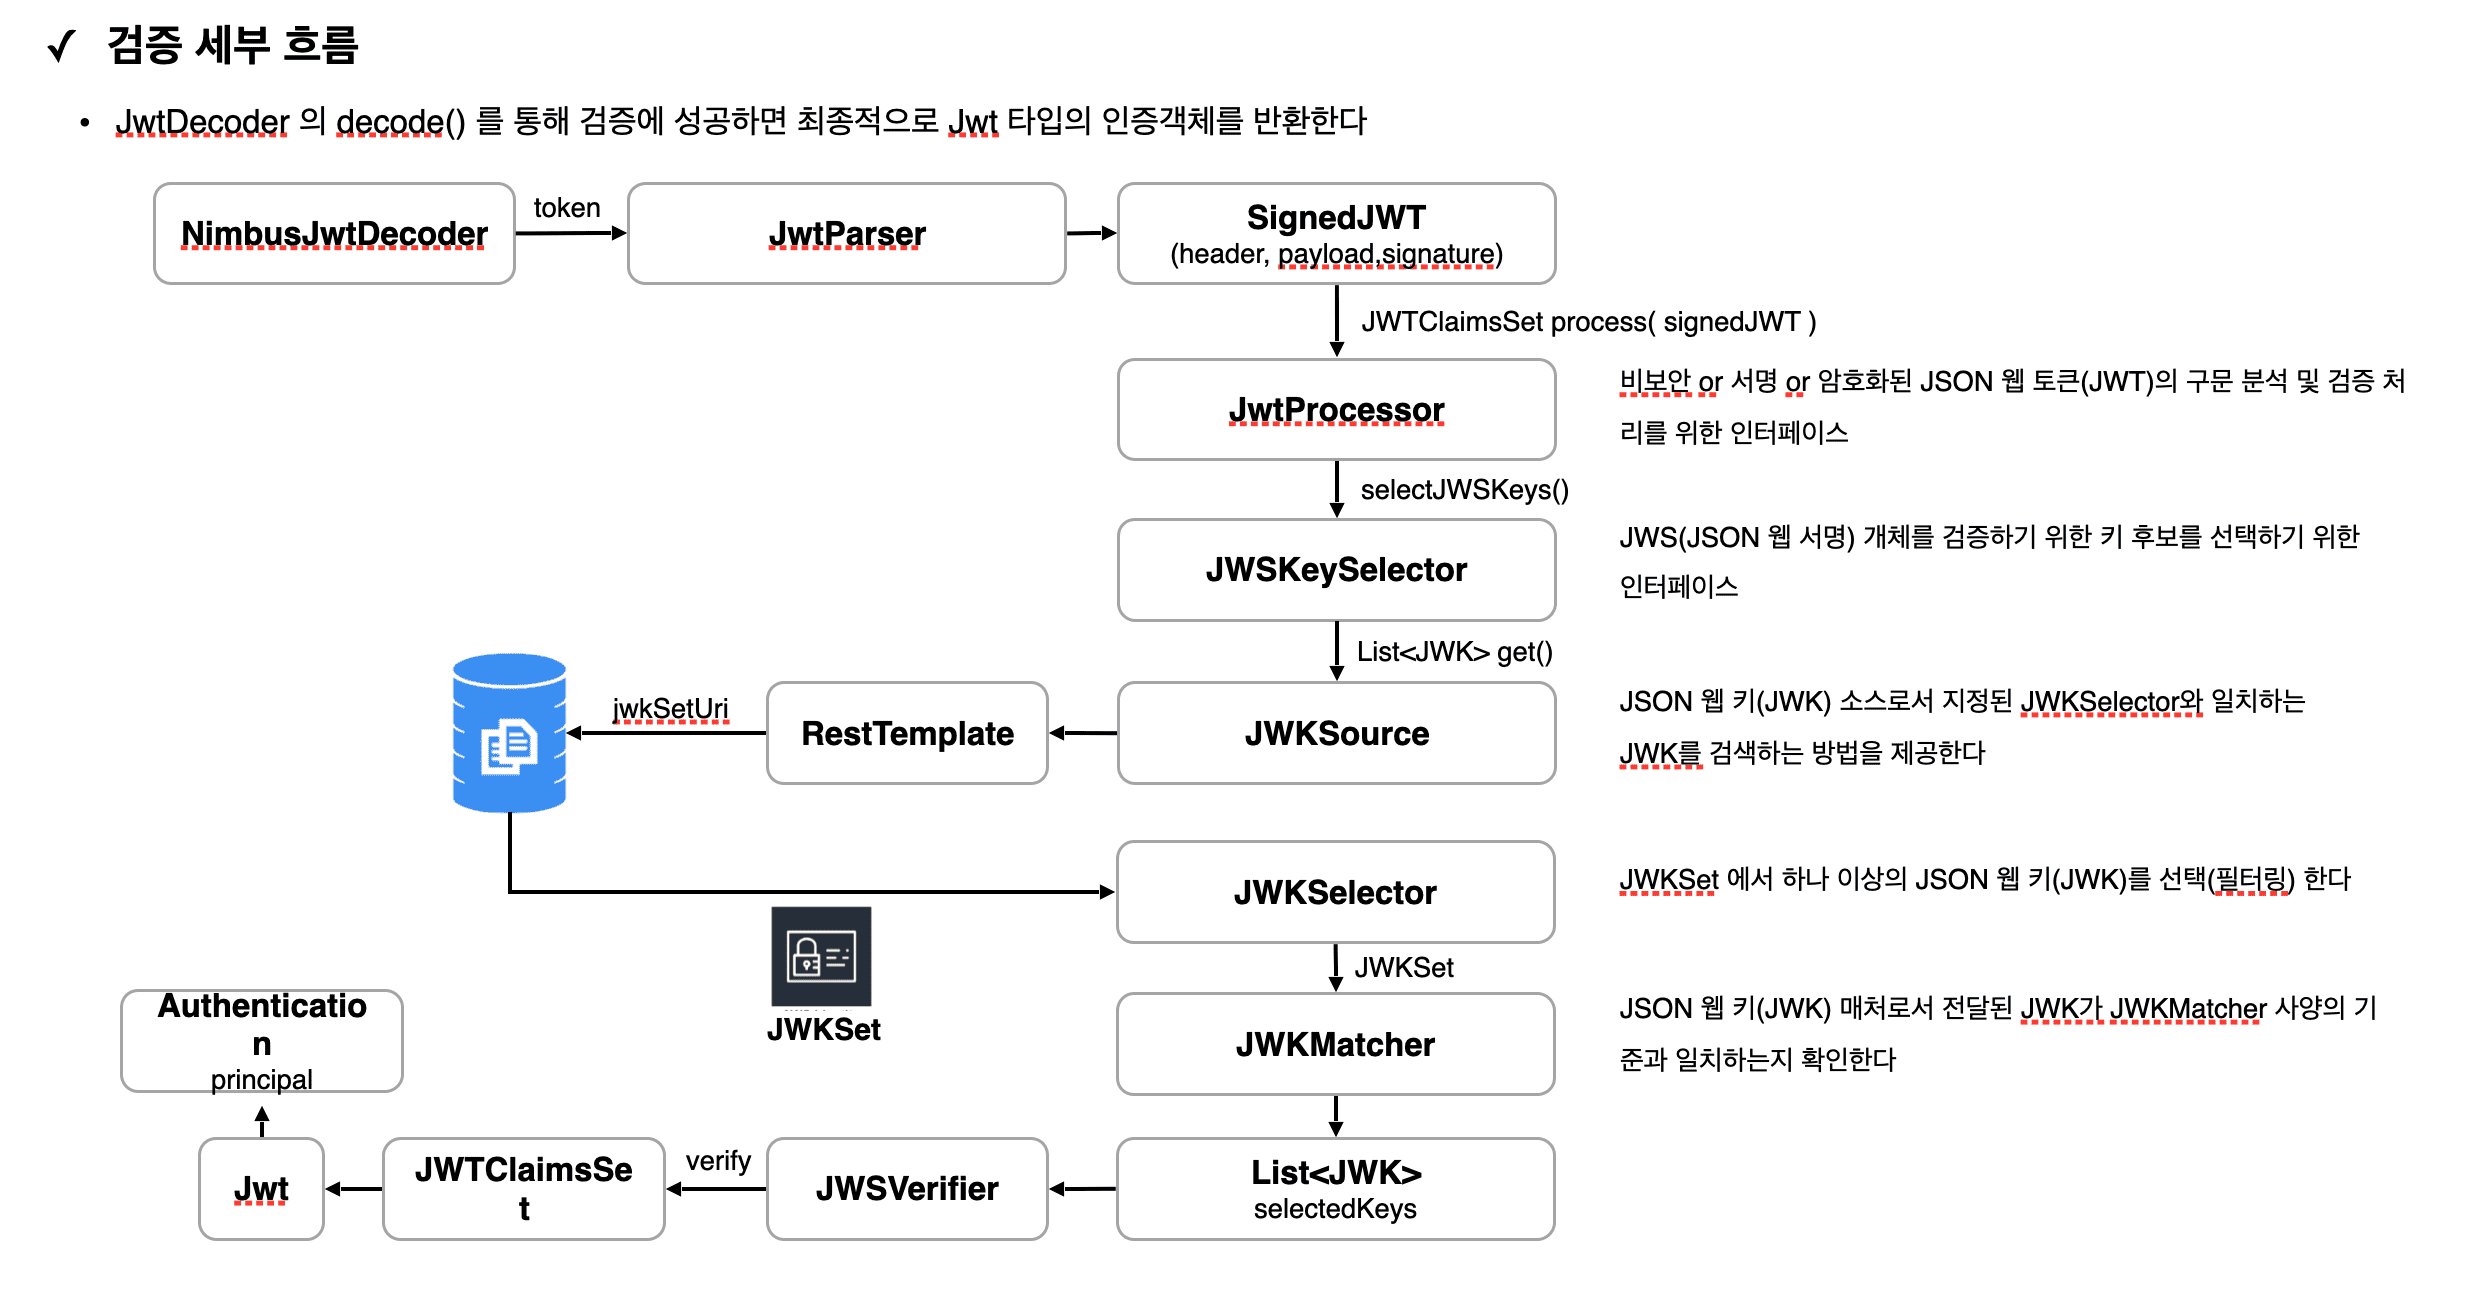 ✓ 검증 세부 흐름
• JwtDecoder 의 decode() 를 통해 검증에 성공하면 최종적으로 Jwt 타입의 인증객체를 반환한다
NimbusJwtDecoder
token
JwtParser
SignedJWT
(header, payload,signature)
JWTClaimsSet process( signedJWT )
JwtProcessor
비보안 or 서명 or 암호화된 JSON 웹 토큰(JWT)의 구문 분석 및 검증 처
리를 위한 인터페이스
selectJWSKeys()
JWSKeySelector
JWS(JSON 웹 서명) 개체를 검증하기 위한 키 후보를 선택하기 위한
인터페이스
List<JWK> get()
jwkSetUri
RestTemplate
JWKSource
JSON 웹 키(JWK) 소스로서 지정된 JWKSelector와 일치하는
JWK를 검색하는 방법을 제공한다
JWKSelector
JWKSet 에서 하나 이상의 JSON 웹 키(JWK)를 선택(필터링) 한다
JWKSet
JWKSet
JWKMatcher
JSON 웹 키(JWK) 매처로서 전달된 JWK가 JWKMatcher 사양의 기
준과 일치하는지 확인한다
Authenticatio
n
principal
Jwt
JWTClaimsSe
t
verify
JWSVerifier
List<JWK>
selectedKeys